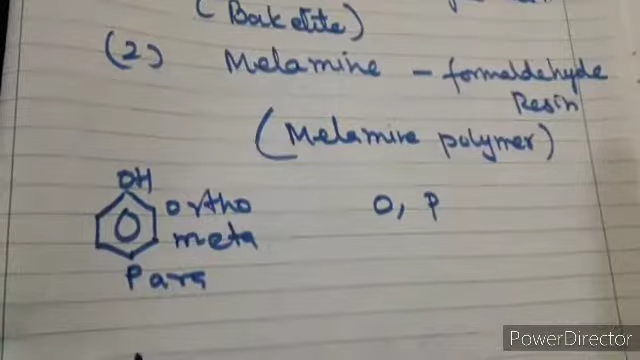 (Bakelite)
(2) Melamine - formaldehyde
Resin
(Melamine polymer)
OH
ortho
O, P
meta
Para
PowerDirector